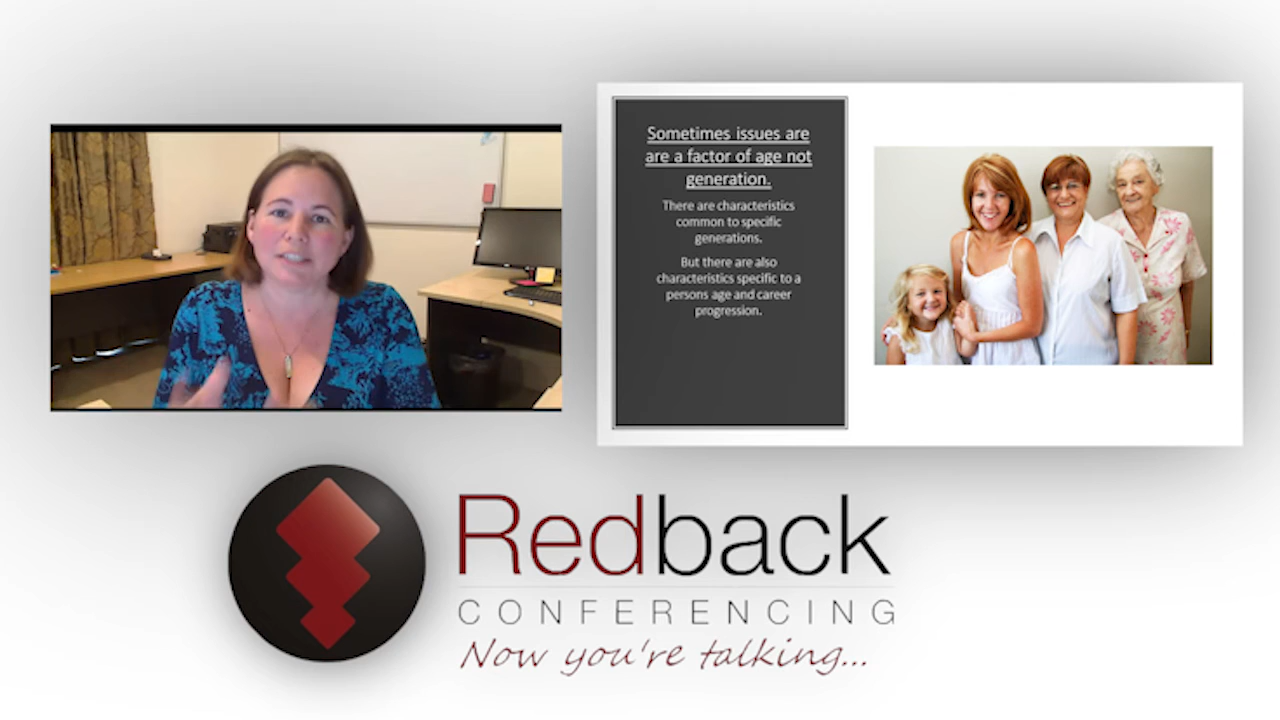 Sometimes issues are
are a factor of age not
generation.
There are characteristics
common to specific
generations.
But there are also
characteristics specific to a
persons age and career
progression.
Redback
CONFERENCING
Now you're talking...